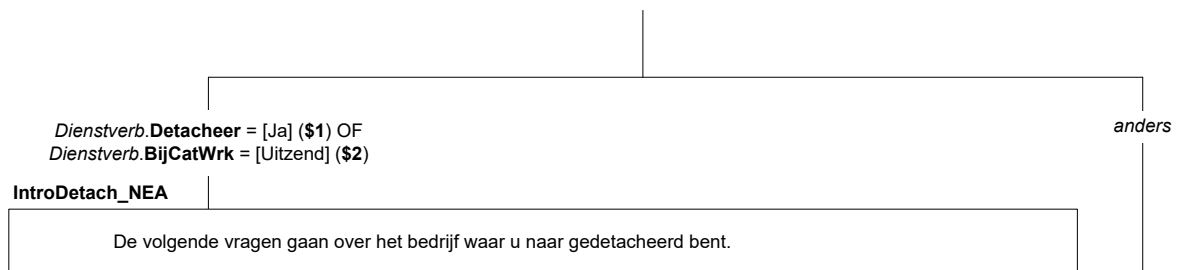 Dienstverb.Detacheer = [Ja] ($1) OF
Dienstverb.BijCatWrk = [Uitzend] ($2)
anders
IntroDetach_NEA
De volgende vragen gaan over het bedrijf waar u naar gedetacheerd bent.